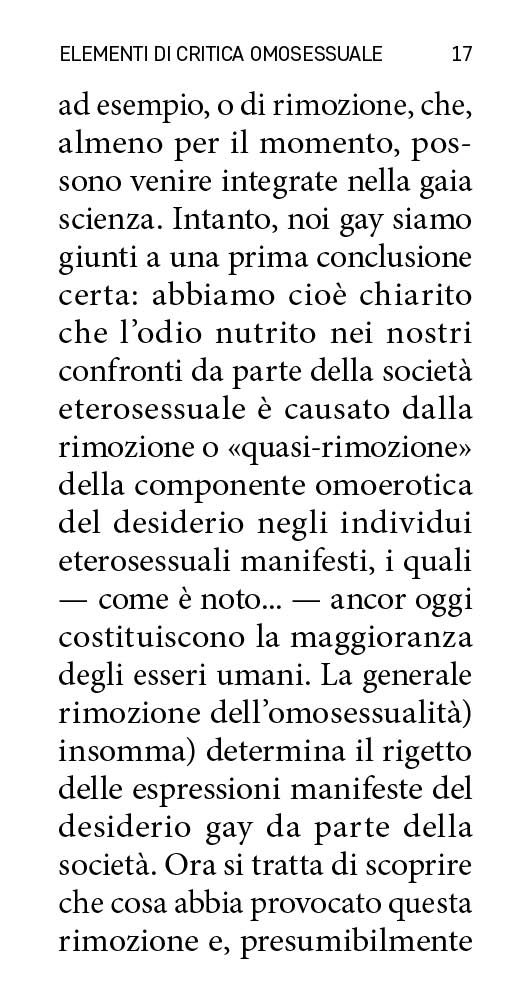 ELEMENTI DI CRITICA OMOSESSUALE 17
ad esempio, o di rimozione, che,
almeno per il momento, pos-
sono venire integrate nella gaia
scienza. Intanto, noi gay siamo
giunti a una prima conclusione
certa: abbiamo cioè chiarito
che l’odio nutrito nei nostri
confronti da parte della società
eterosessuale è causato dalla
rimozione o «quasi-rimozione»
della componente omoerotica
del desiderio negli individui
eterosessuali manifesti, i quali
— come è noto... — ancor oggi
costituiscono la maggioranza
degli esseri umani. La generale
rimozione dell’omosessualità)
insomma) determina il rigetto
delle espressioni manifeste del
desiderio gay da parte della
società. Ora si tratta di scoprire
che cosa abbia provocato questa
rimozione e, presumibilmente